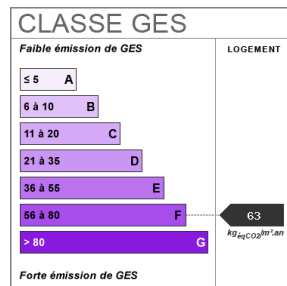 CLASSE GES
Faible émission de GES
LOGEMENT
≤ 5 A
6 à 10 B
11 à 20 C
21 à 35 D
36 à 55 E
56 à 80 F
63
kgéqCO2/m².an
> 80 G
Forte émission de GES